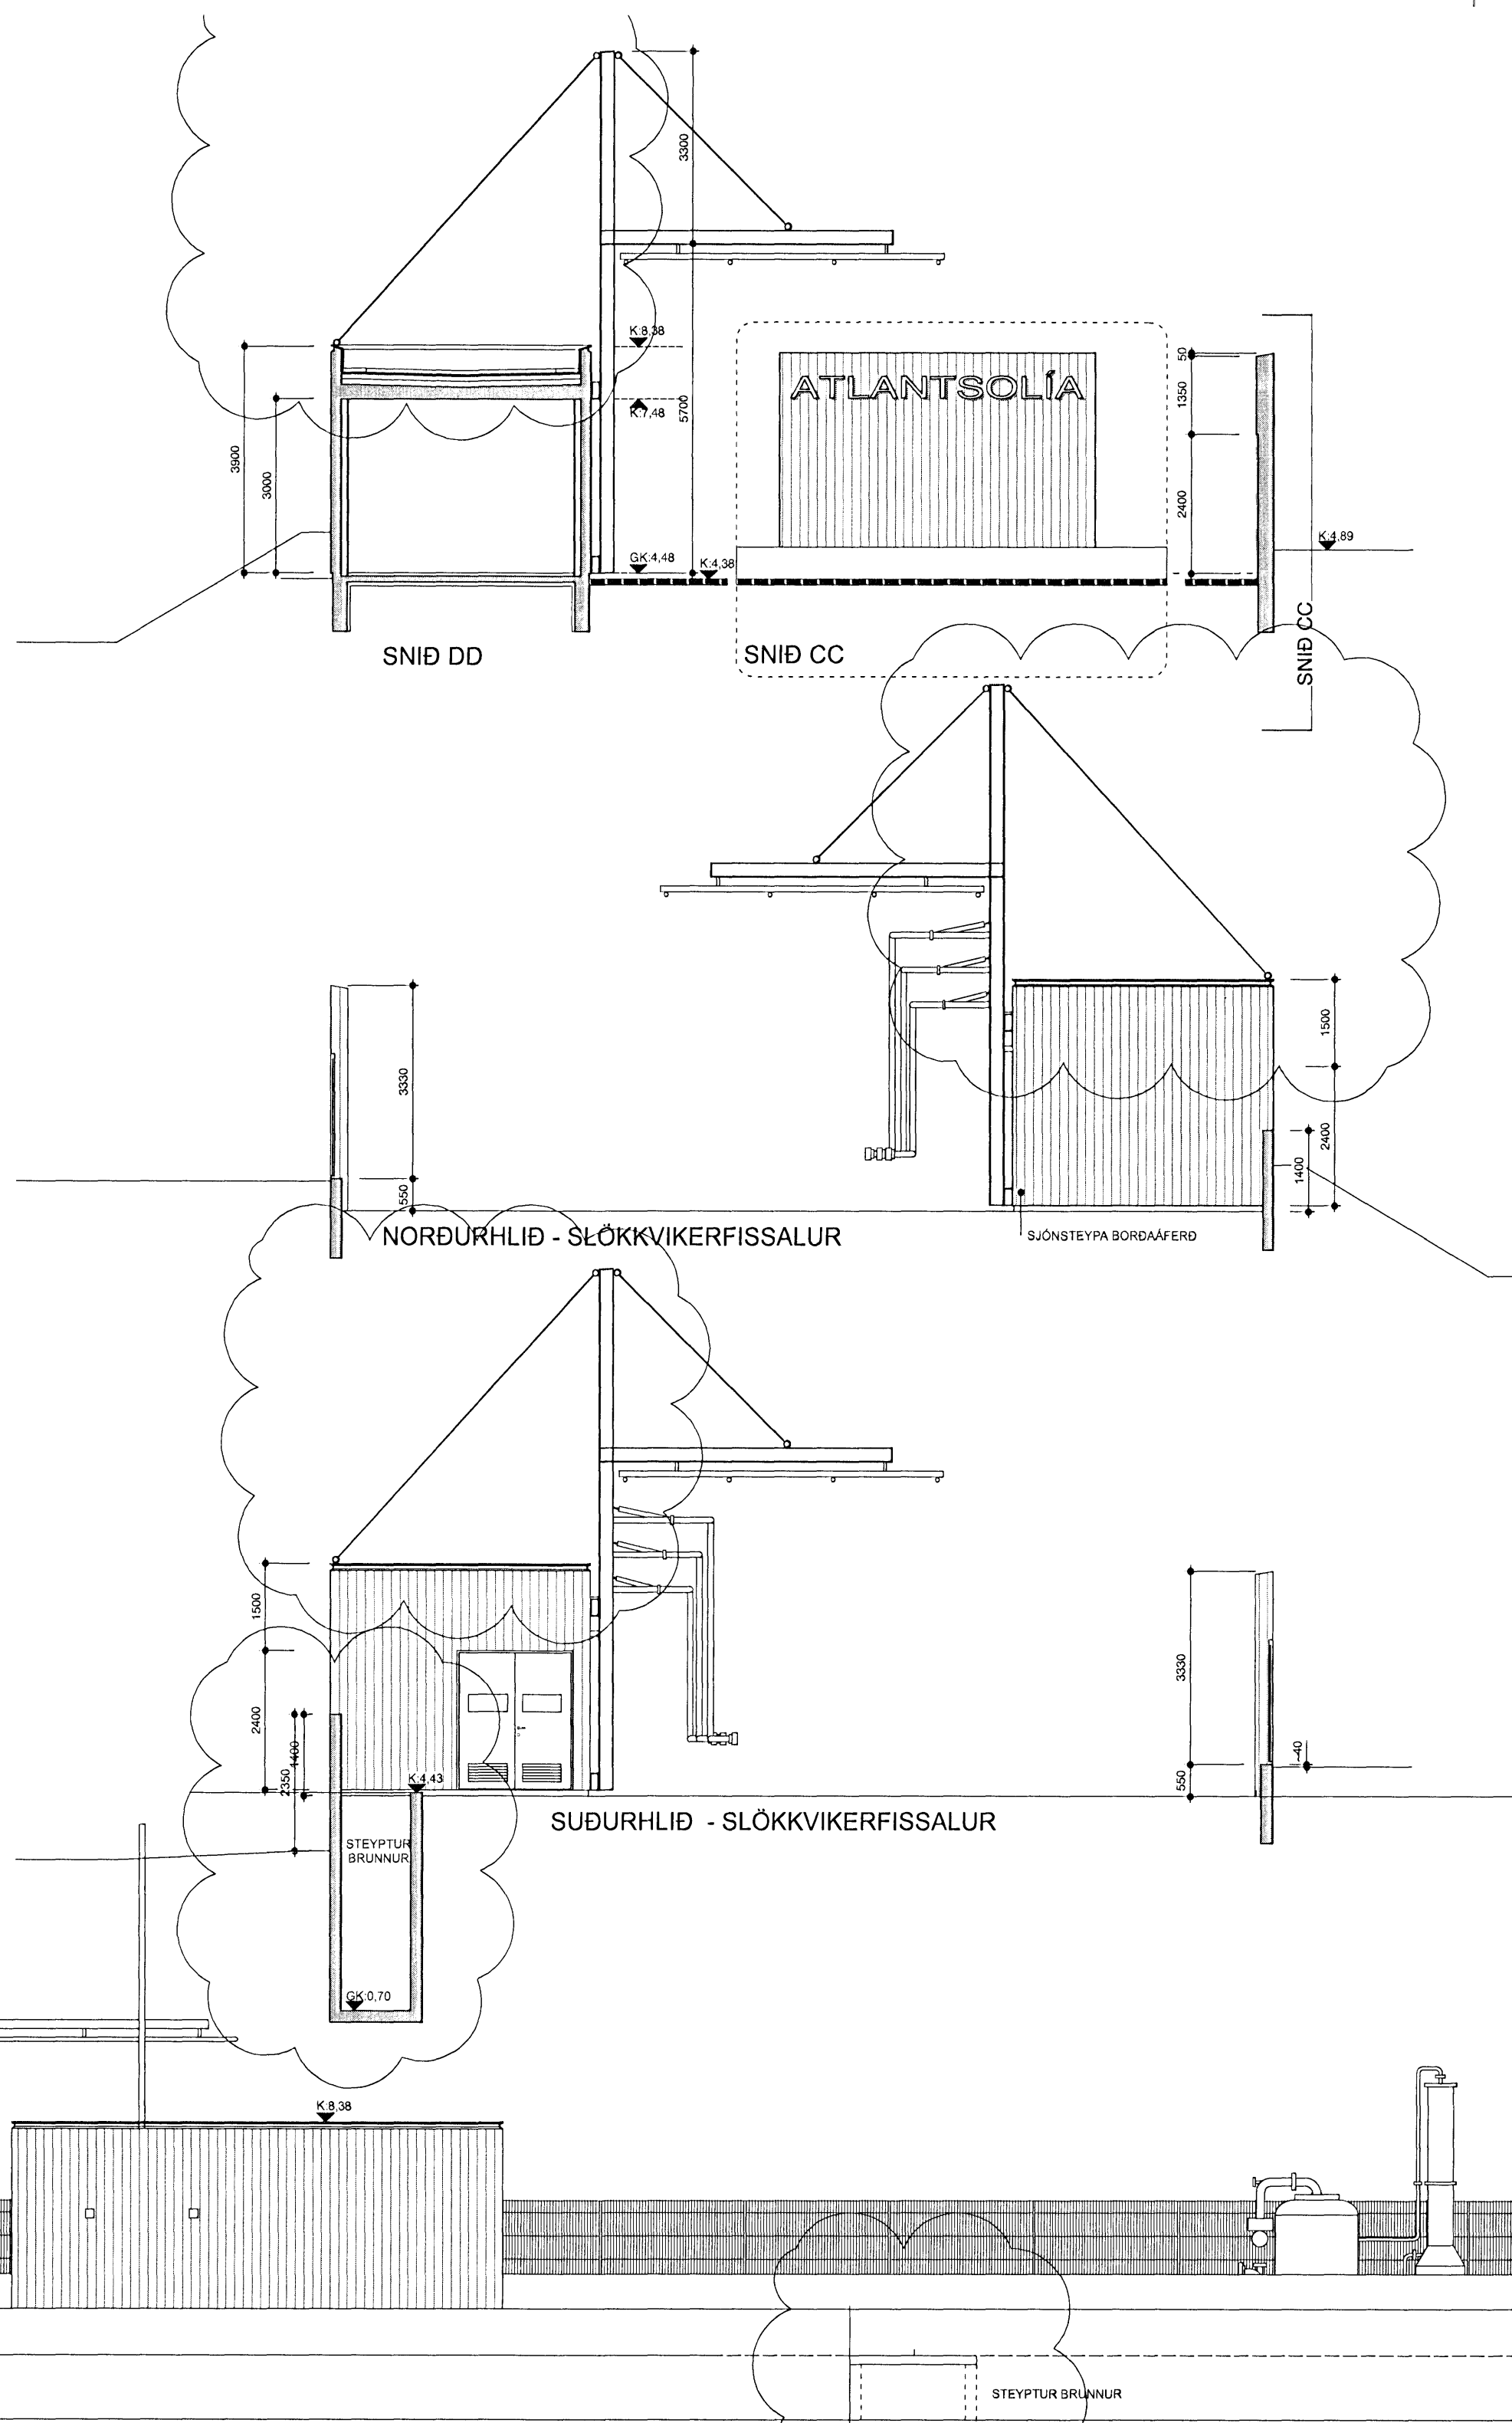 3300
K:8,38
50
ATLANTSOLÍA
1350
K:7,48
5700
3900
3000
2400
K:4,89
GK:4,48
K:4,38
SNIÐ DD
SNIÐ CC
SNIÐ CC
1500
3330
2400
1400
550
NORÐURHLIÐ - SLÖKKVIKERFISSALUR
SJÓNSTEYPA BORÐAÁFERÐ
1500
3330
2400
1400
2350
~40
550
K:4,43
SUÐURHLIÐ - SLÖKKVIKERFISSALUR
STEYPTUR
BRUNNUR
GK:0,70
K:8,38
STEYPTUR BRUNNUR